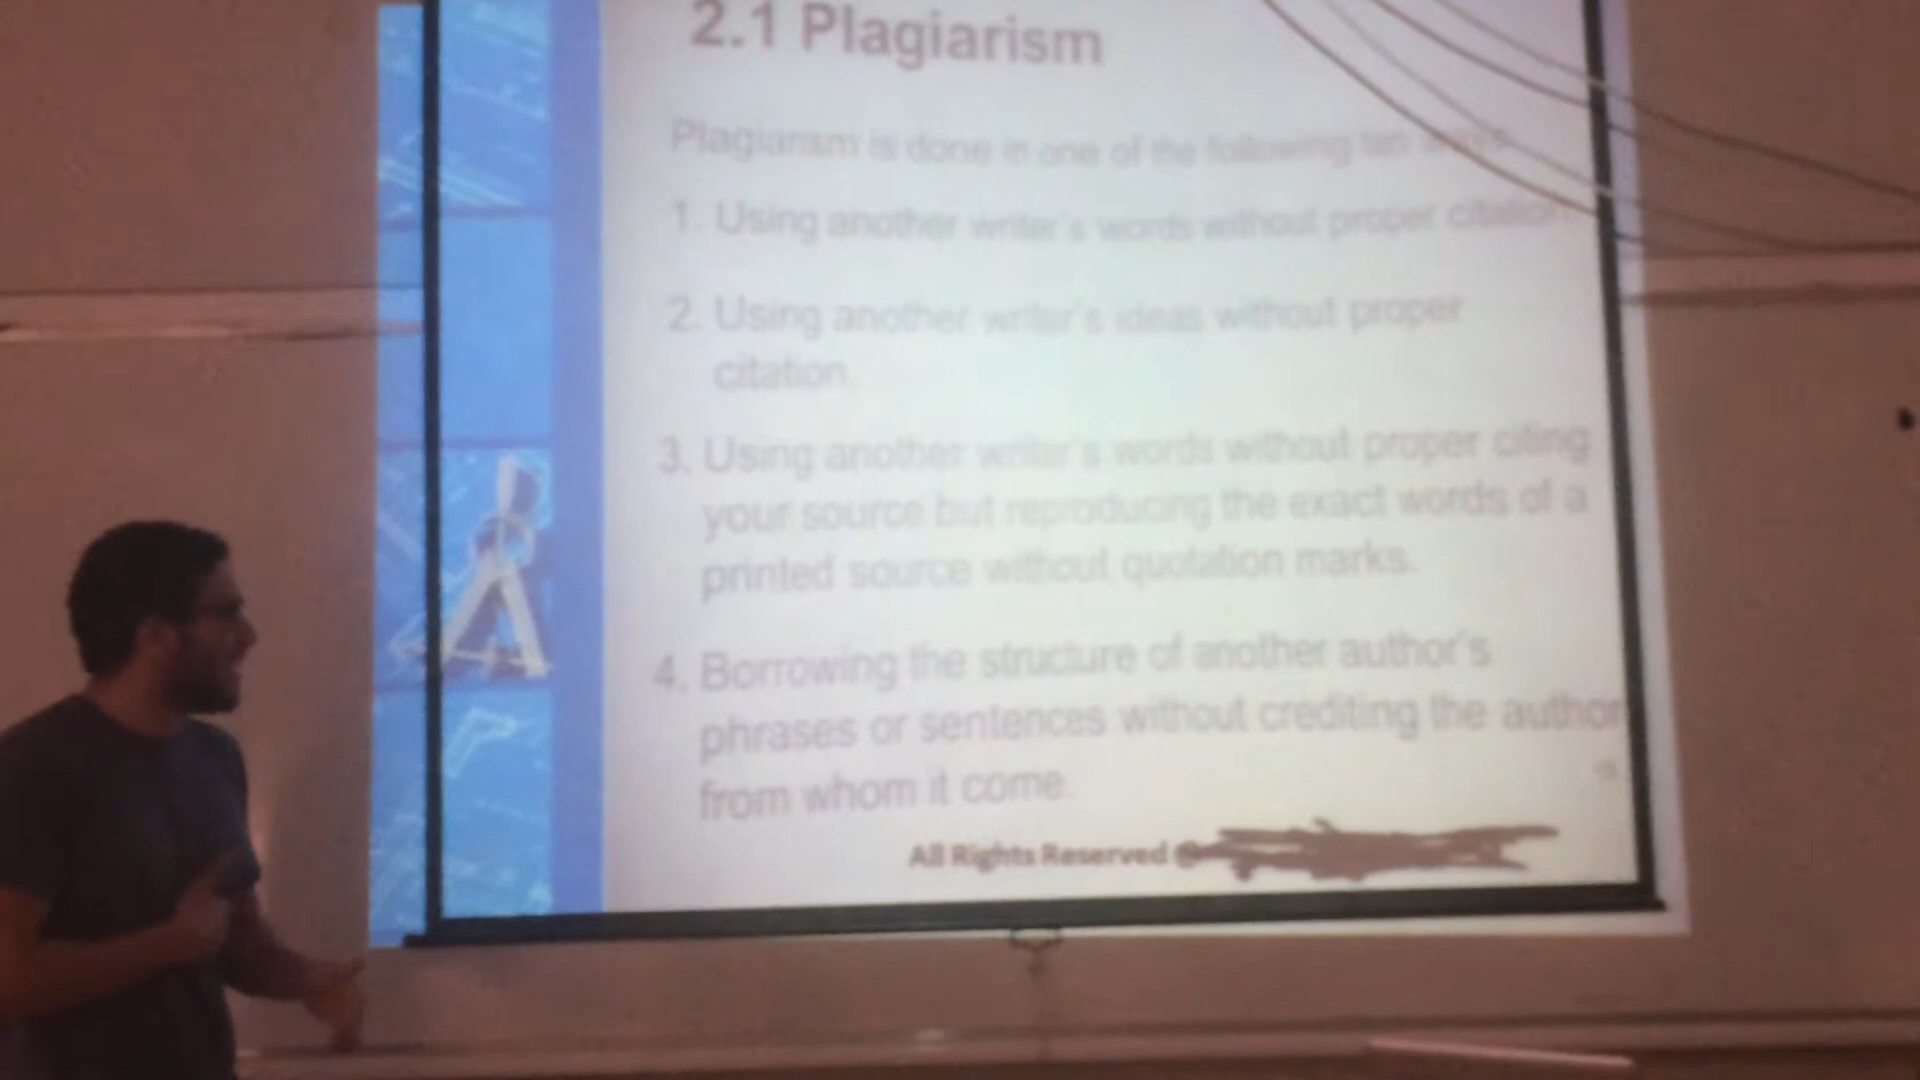 2.1 Plagiarism
Plagiarism is done in one of the following ten ways
1. Using another writer's words without proper citation
2. Using another writer's ideas without proper
citation.
3. Using another writer's words without proper citing
your source but reproducing the exact words of a
printed source without quotation marks.
4. Borrowing the structure of another author's
phrases or sentences without crediting the author
from whom it come.
All Rights Reserved @